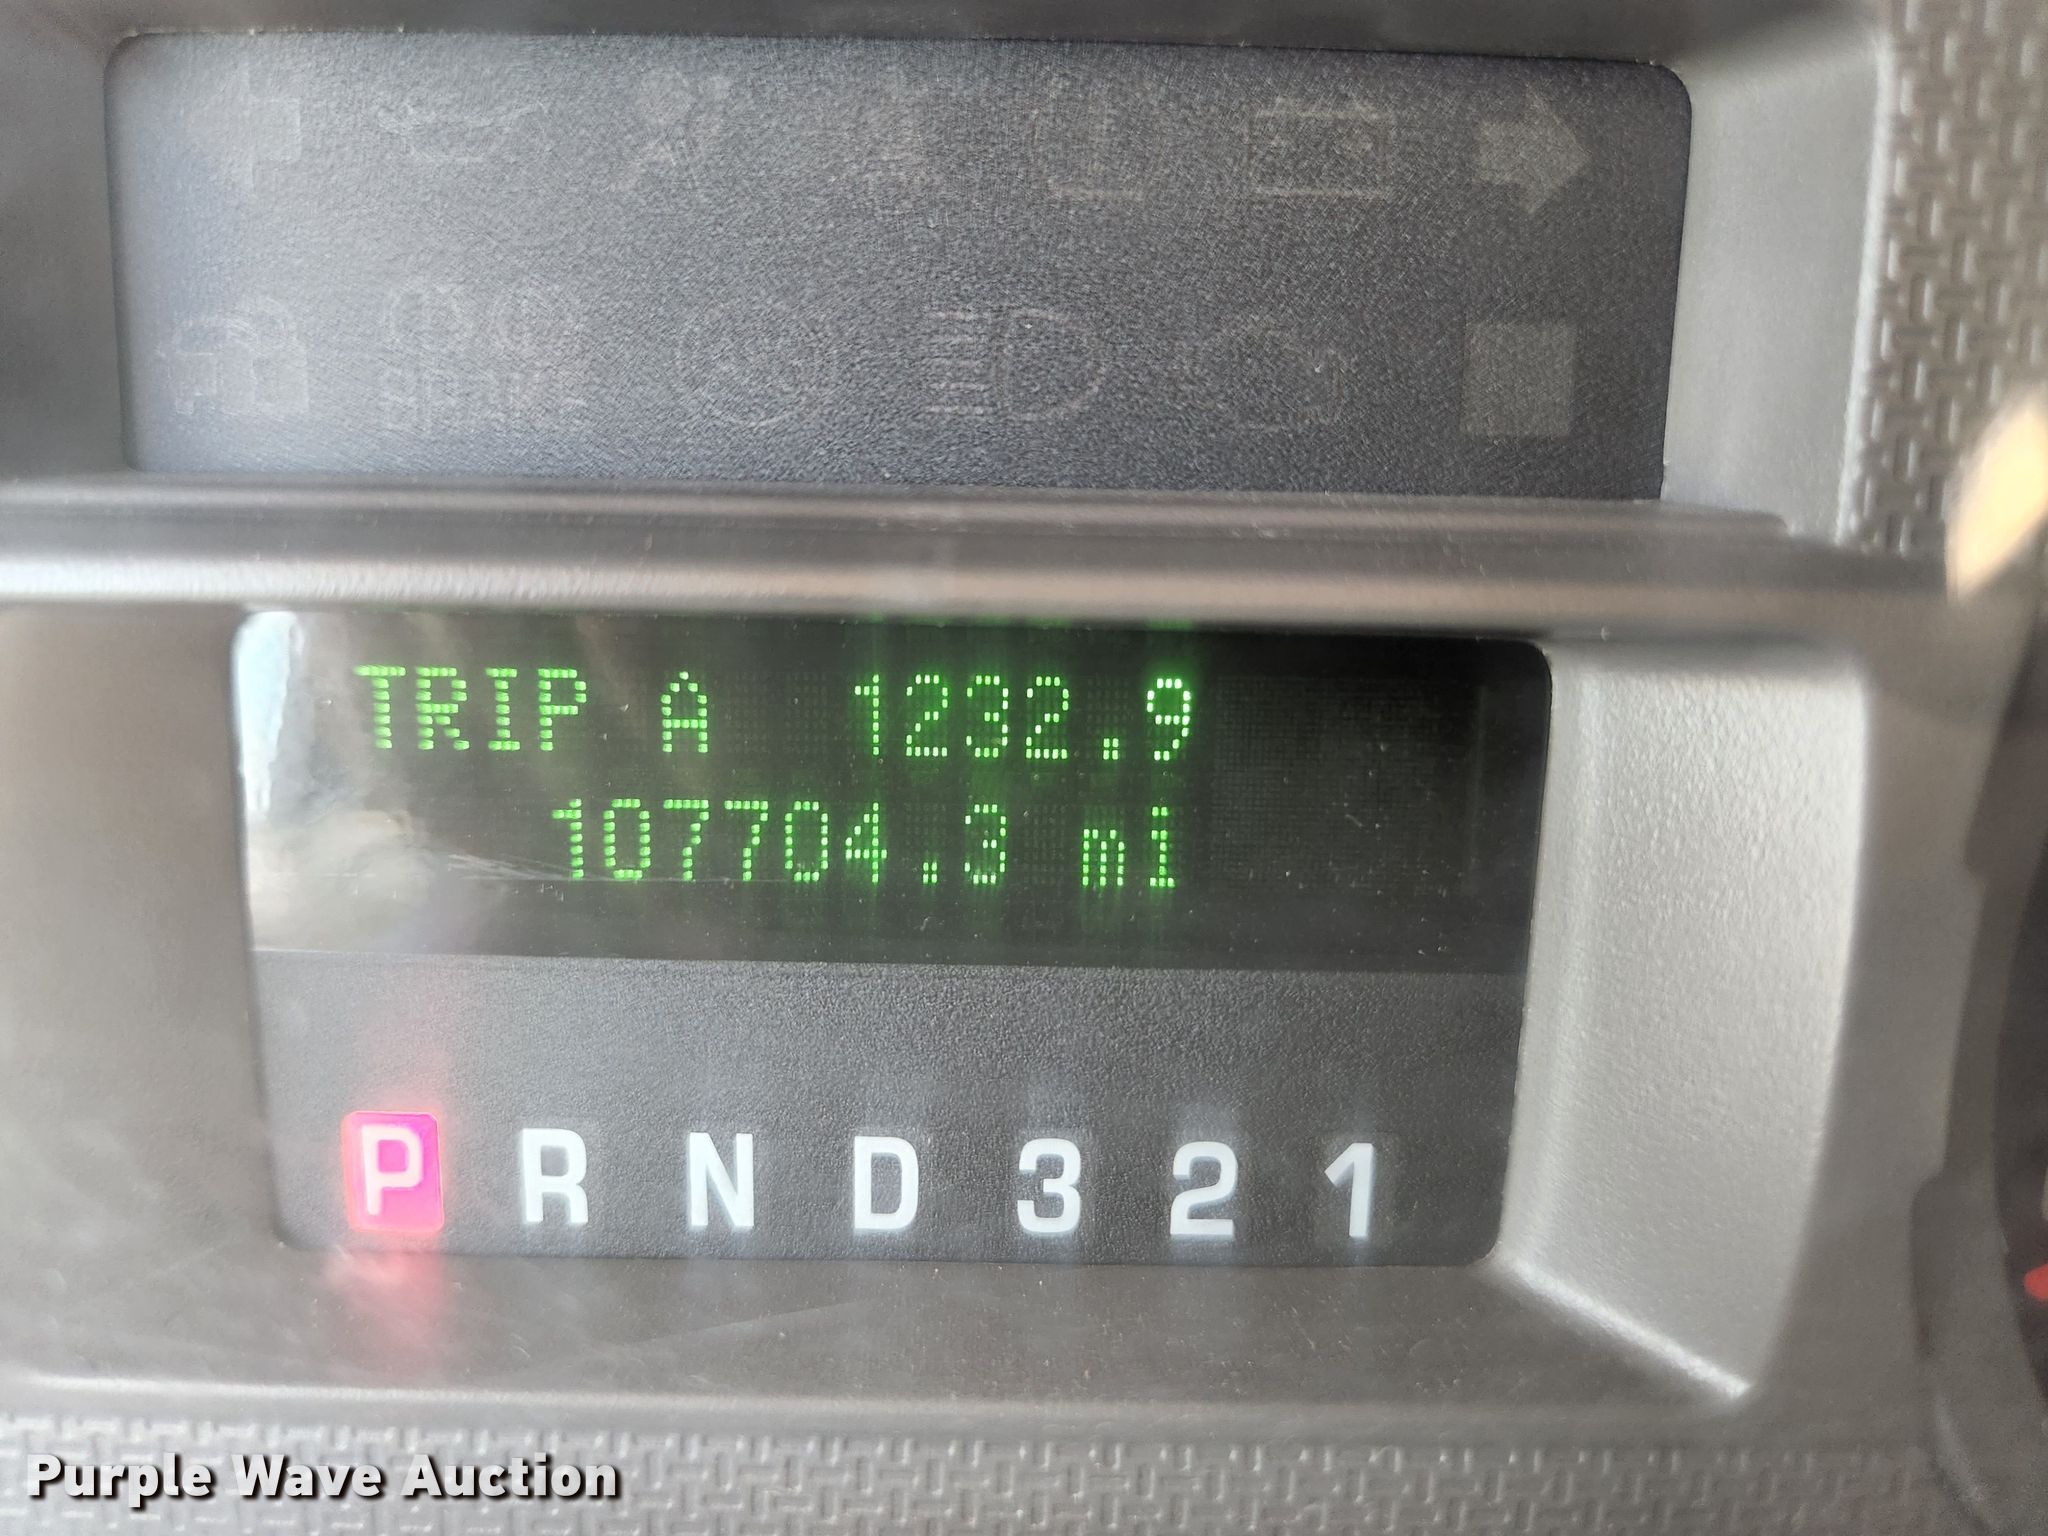 TRIP A 1232.9
107704.3 mi
P R N D 3 2 1
Purple Wave Auction